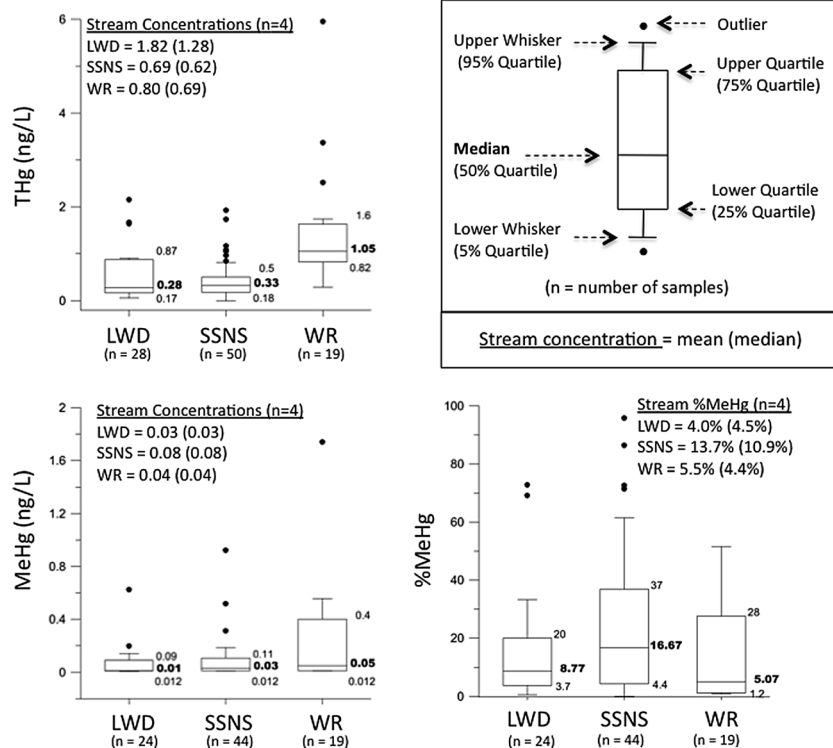 Stream Concentrations (n=4)
LWD = 1.82 (1.28)
SSNS = 0.69 (0.62)
WR = 0.80 (0.69)
THg (ng/L)
6
4
2
0
0.87
0.28
0.17
0.5
0.33
0.18
1.6
1.05
0.82
LWD
(n = 28)
SSNS
(n = 50)
WR
(n = 19)
Outlier
Upper Whisker
(95% Quartile)
Upper Quartile
(75% Quartile)
Median
(50% Quartile)
Lower Quartile
(25% Quartile)
Lower Whisker
(5% Quartile)
(n = number of samples)
Stream concentration = mean (median)
Stream Concentrations (n=4)
LWD = 0.03 (0.03)
SSNS = 0.08 (0.08)
WR = 0.04 (0.04)
MeHg (ng/L)
2
1.6
1.2
0.8
0.4
0
0.09
0.01
0.012
0.11
0.03
0.012
0.4
0.05
0.012
LWD
(n = 24)
SSNS
(n = 44)
WR
(n = 19)
Stream %MeHg (n=4)
LWD = 4.0% (4.5%)
SSNS = 13.7% (10.9%)
WR = 5.5% (4.4%)
%MeHg
100%
80
60
40
20
10
0%
20
8.77
3.7
37
16.67
4.4
28
5.07
1.2
LWD
(n = 24)
SSNS
(n = 44)
WR
(n = 19)